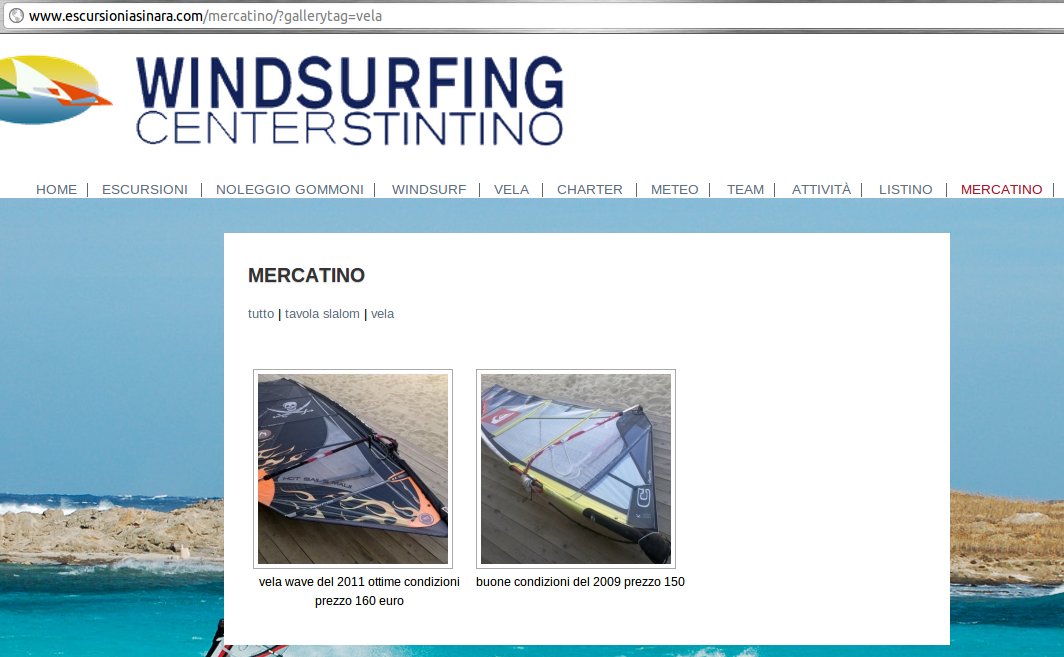 www.escursioniasinara.com/mercatino/?gallerytag=vela
WINDSURFING
CENTERSTINTINO
HOME | ESCURSIONI | NOLEGGIO GOMMONI | WINDSURF | VELA | CHARTER | METEO | TEAM | ATTIVITÀ | LISTINO | MERCATINO |
MERCATINO
tutto | tavola slalom | vela
HOT SAILS MAUI
vela wave del 2011 ottime condizioni
prezzo 160 euro
buone condizioni del 2009 prezzo 150